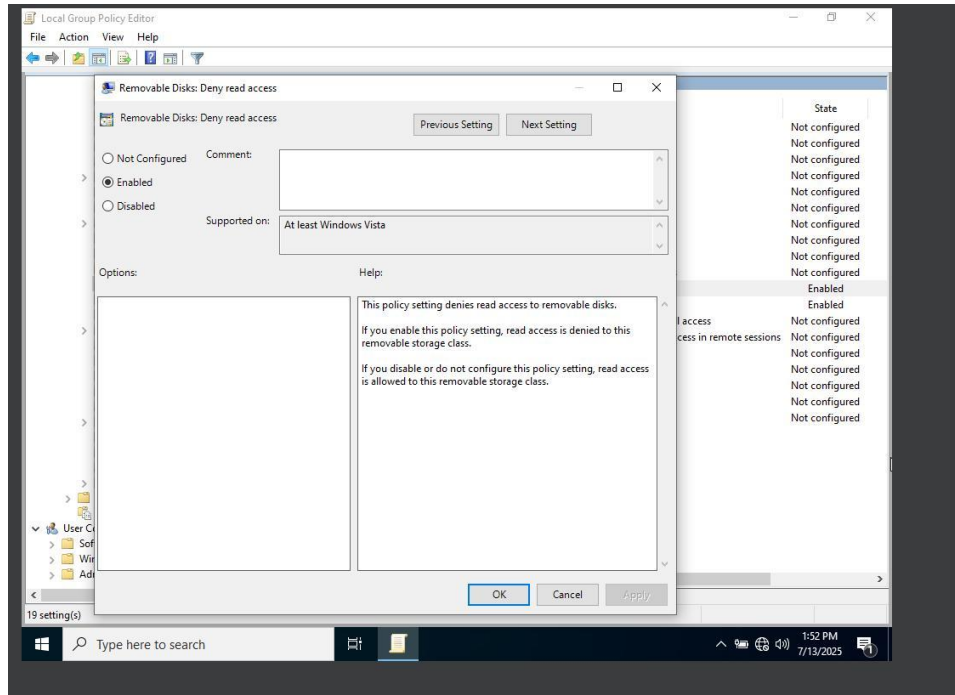 Local Group Policy Editor
File Action View Help
Removable Disks: Deny read access
Removable Disks: Deny read access
Previous Setting Next Setting
Not Configured Comment:
Enabled
Disabled
Supported on: At least Windows Vista
Options: Help:
This policy setting denies read access to removable disks.
If you enable this policy setting, read access is denied to this
removable storage class.
If you disable or do not configure this policy setting, read access
is allowed to this removable storage class.
OK Cancel Apply
State
Not configured
Not configured
Not configured
Not configured
Not configured
Not configured
Not configured
Not configured
Not configured
Not configured
Enabled
Enabled
access Not configured
cess in remote sessions Not configured
Not configured
Not configured
Not configured
Not configured
Not configured
User C
Sof
Wir
Ad
19 setting(s)
Type here to search
1:52 PM
7/13/2025
1